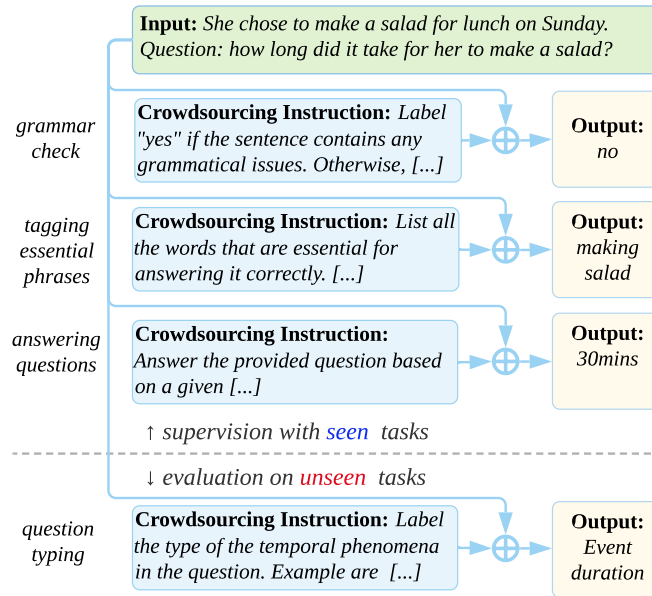 Input: She chose to make a salad for lunch on Sunday.
Question: how long did it take for her to make a salad?
grammar
check
Crowdsourcing Instruction: Label
"yes" if the sentence contains any
grammatical issues. Otherwise, [...]
Output:
no
tagging
essential
phrases
Crowdsourcing Instruction: List all
the words that are essential for
answering it correctly. [...]
Output:
making
salad
answering
questions
Crowdsourcing Instruction:
Answer the provided question based
on a given [...]
Output:
30mins
↑ supervision with seen tasks
↓ evaluation on unseen tasks
question
typing
Crowdsourcing Instruction: Label
the type of the temporal phenomena
in the question. Example are [...]
Output:
Event
duration